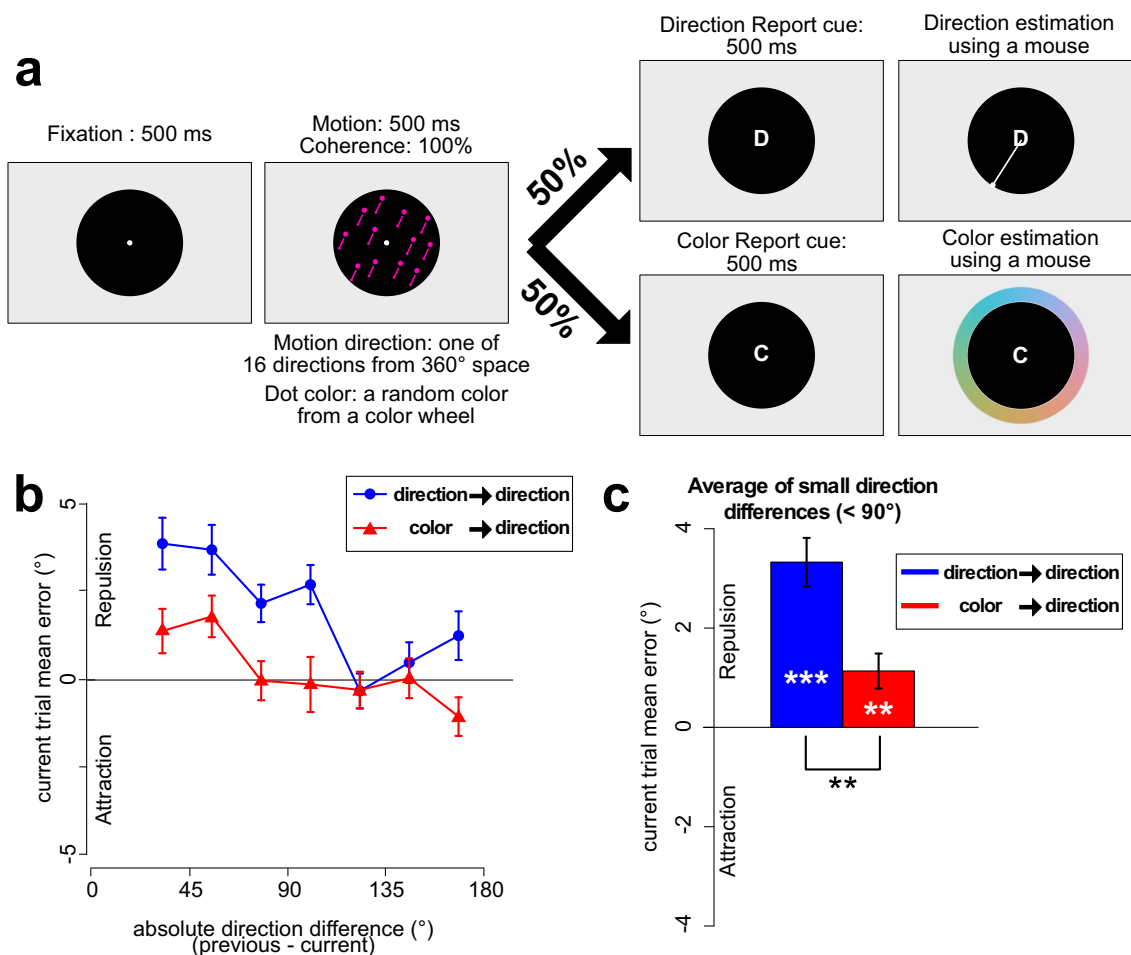 a
Fixation : 500 ms
Motion: 500 ms
Coherence: 100%
Motion direction: one of
16 directions from 360° space
Dot color: a random color
from a color wheel
50%
50%
Direction Report cue:
500 ms
D
Direction estimation
using a mouse
D
Color Report cue:
500 ms
C
Color estimation
using a mouse
C
b
direction → direction
color → direction
current trial mean error (°)
Repulsion
Attraction
5
0
-5
0 45 90 135 180
absolute direction difference (°)
(previous - current)
c
Average of small direction
differences (< 90°)
direction → direction
color → direction
current trial mean error (°)
Repulsion
Attraction
4
2
0
-2
-4
***
**
**